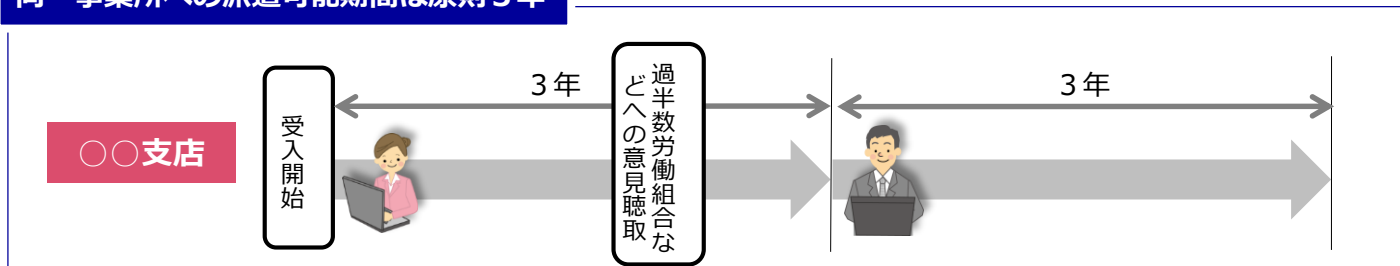 同一事業所への派遣可能期間は原則３年
○○支店
受入開始
３年
過半数労働組合な
どへの意見聴取
３年